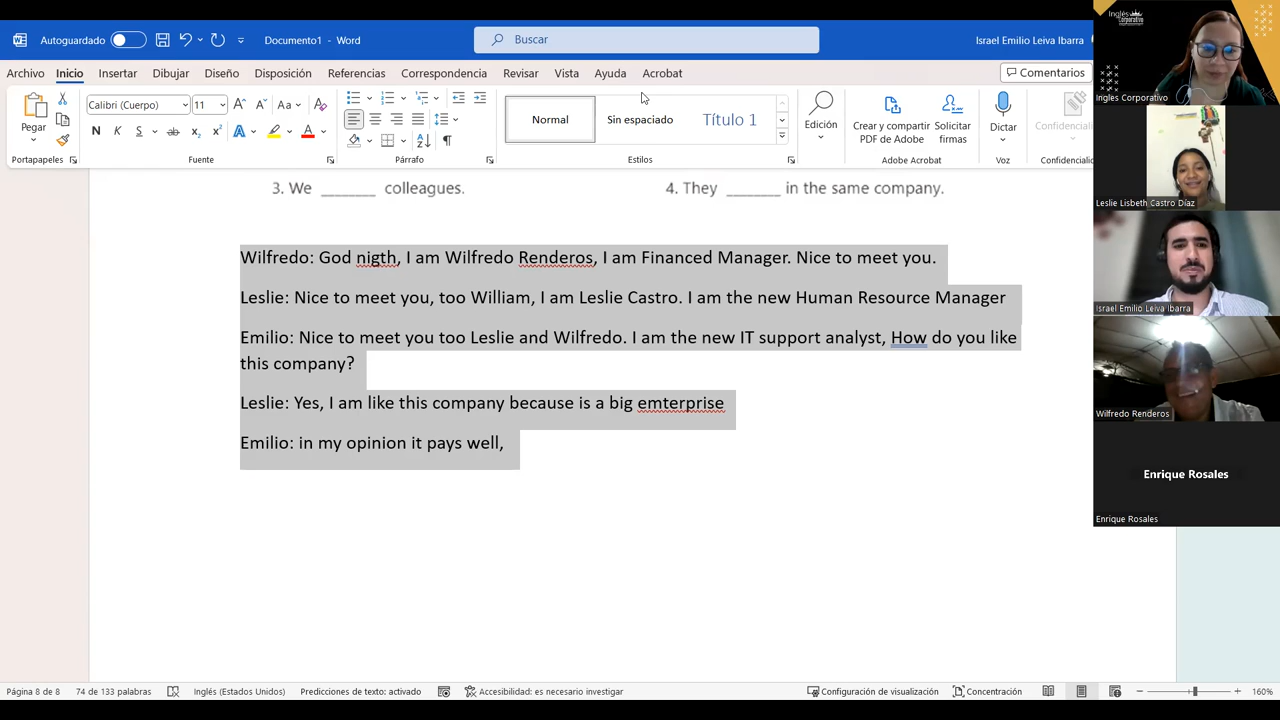 Autoguardado
Documento1 - Word
Buscar
Israel Emilio Leiva Ibarra
Archivo Inicio Insertar Dibujar Diseño Disposición Referencias Correspondencia Revisar Vista Ayuda Acrobat
Comentarios
Pegar
Calibri (Cuerpo) 11
N K S
Normal
Sin espaciado
Título 1
Edición
Crear y compartir PDF de Adobe
Solicitar firmas
Dictar
Confidencialid
Portapapeles
Fuente
Párrafo
Estilos
Adobe Acrobat
Voz
Confidencialic
3. We _______ colleagues.
4. They _______ in the same company.
Wilfredo: God nigth, I am Wilfredo Renderos, I am Financed Manager. Nice to meet you.
Leslie: Nice to meet you, too William, I am Leslie Castro. I am the new Human Resource Manager
Emilio: Nice to meet you too Leslie and Wilfredo. I am the new IT support analyst, How do you like
this company?
Leslie: Yes, I am like this company because is a big emterprise
Emilio: in my opinion it pays well,
Inglés Corporativo
Ingles Corporativo
Leslie Lisbeth Castro Díaz
Israel Emilio Leiva Ibarra
Wilfredo Renderos
Enrique Rosales
Enrique Rosales
Página 8 de 8 74 de 133 palabras Inglés (Estados Unidos) Predicciones de texto: activado Accesibilidad: es necesario investigar Configuración de visualización Concentración 160%